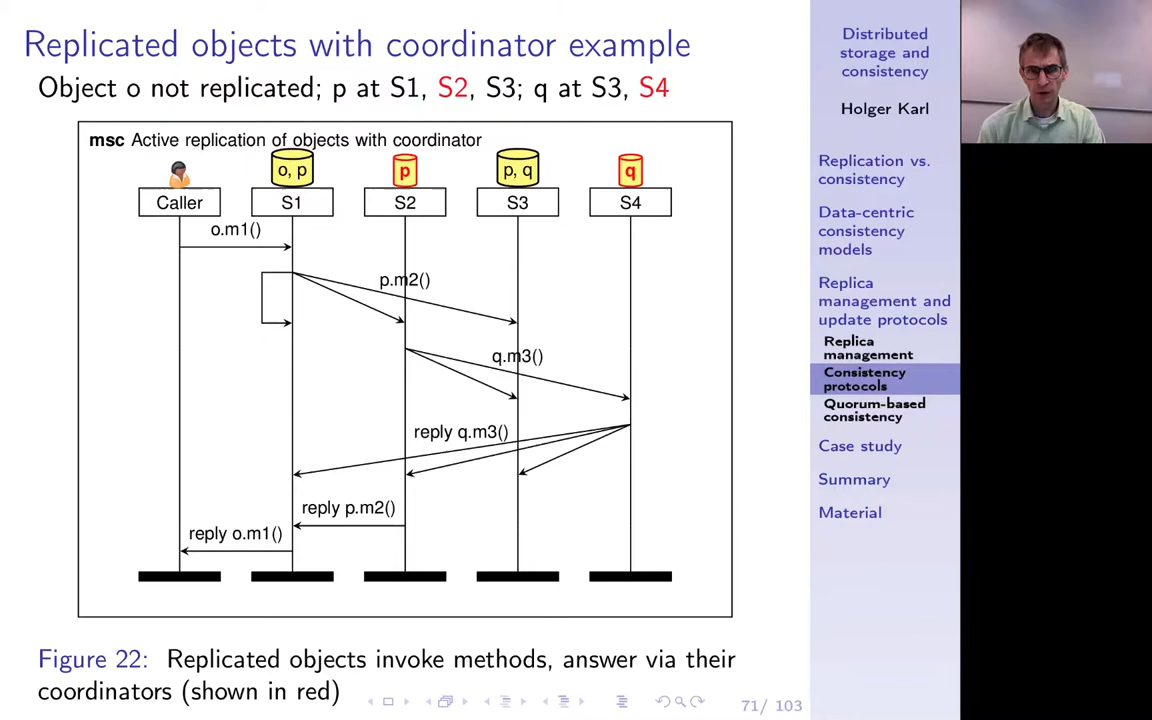 Replicated objects with coordinator example
Object o not replicated; p at S1, S2, S3; q at S3, S4
msc Active replication of objects with coordinator
o, p
p
p, q
q
Caller
S1
S2
S3
S4
o.m1()
p.m2()
q.m3()
reply q.m3()
reply p.m2()
reply o.m1()
Figure 22: Replicated objects invoke methods, answer via their
coordinators (shown in red)
71/ 103
Distributed
storage and
consistency
Holger Karl
Replication vs.
consistency
Data-centric
consistency
models
Replica
management and
update protocols
Replica
management
Consistency
protocols
Quorum-based
consistency
Case study
Summary
Material